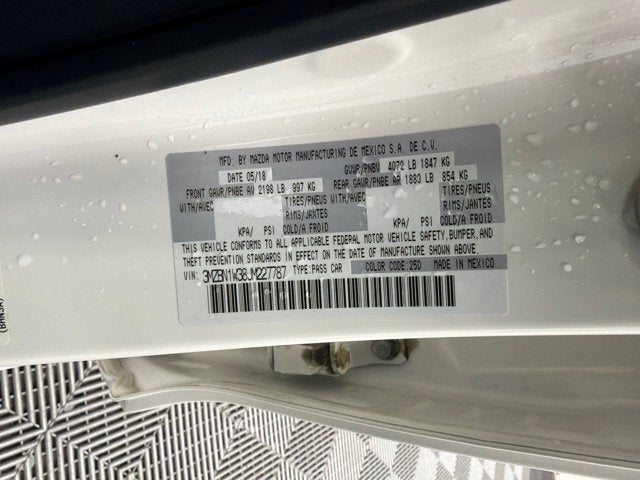 MFD. BY MAZDA MOTOR MANUFACTURING DE MEXICO S.A. DE C.V.
DATE 05/18 GVWR/PNBV 4072 LB 1847 KG
FRONT GAWR/PNBE AV 2198 LB 997 KG REAR GAWR/PNBE AR 1883 LB 854 KG
WITH/AVEC TIRES/PNEUS WITH/AVEC TIRES/PNEUS
RIMS/JANTES RIMS/JANTES
KPA/ PSI COLD/A FROID KPA/ PSI COLD/A FROID
THIS VEHICLE CONFORMS TO ALL APPLICABLE FEDERAL MOTOR VEHICLE SAFETY, BUMPER, AND
THEFT PREVENTION STANDARDS IN EFFECT ON THE DATE OF MANUFACTURE SHOWN ABOVE.
VIN: 3MZBN1W38JM227787 TYPE:PASS CAR COLOR CODE:25D MADE IN MEXICO
(BHN3A)